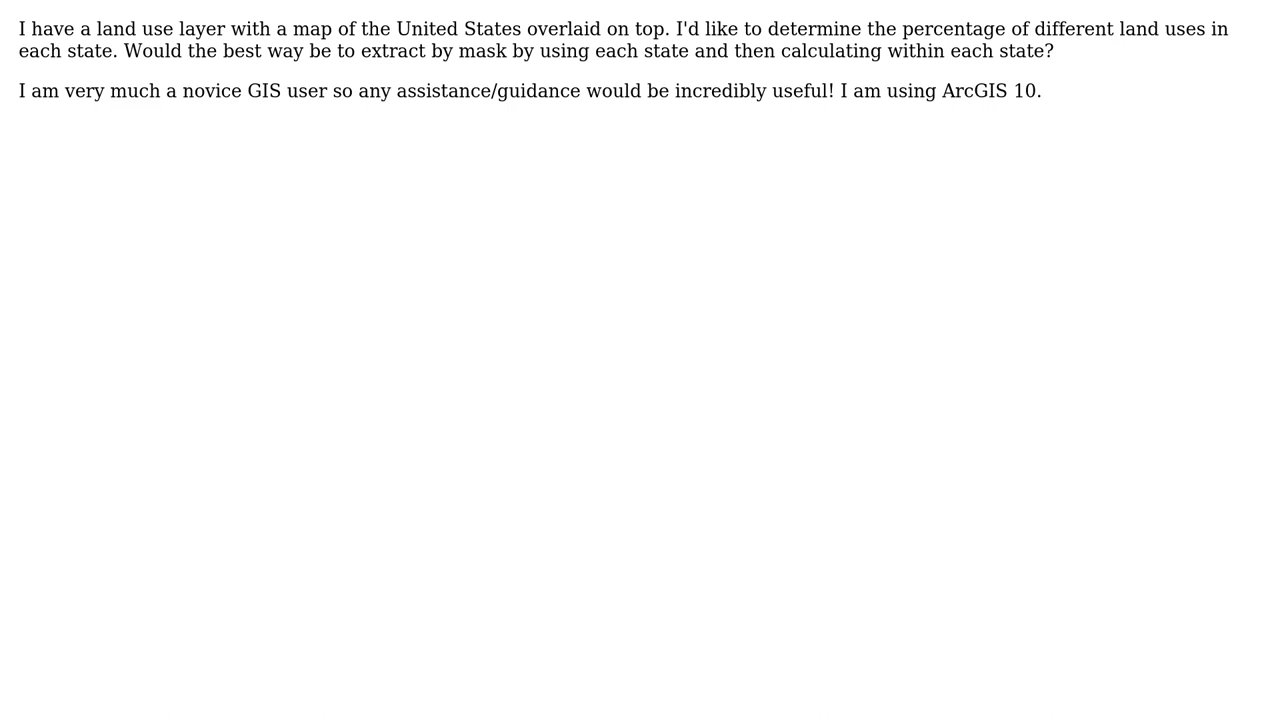 I have a land use layer with a map of the United States overlaid on top. I'd like to determine the percentage of different land uses in
each state. Would the best way be to extract by mask by using each state and then calculating within each state?
I am very much a novice GIS user so any assistance/guidance would be incredibly useful! I am using ArcGIS 10.